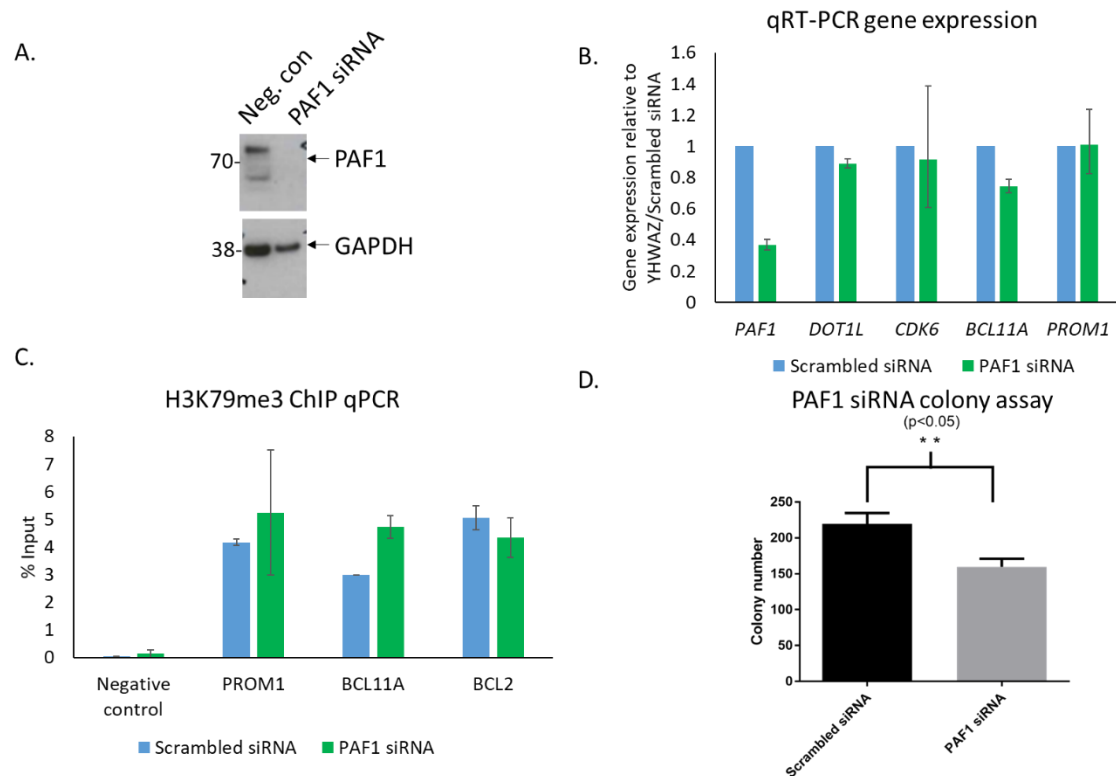 A.
Neg. con
PAF1 siRNA
70-
PAF1
38-
GAPDH
B.
qRT-PCR gene expression
Gene expression relative to
YHWAZ/Scrambled siRNA
1.6
1.4
1.2
1
0.8
0.6
0.4
0.2
0
PAF1 DOT1L CDK6 BCL11A PROM1
Scrambled siRNA PAF1 siRNA
C.
H3K79me3 ChIP qPCR
% Input
8
7
6
5
4
3
2
1
0
Negative
control
PROM1 BCL11A BCL2
Scrambled siRNA PAF1 siRNA
D.
PAF1 siRNA colony assay
(p<0.05)
* *
Colony number
250
200
150
100
50
0
Scrambled siRNA
PAF1 siRNA